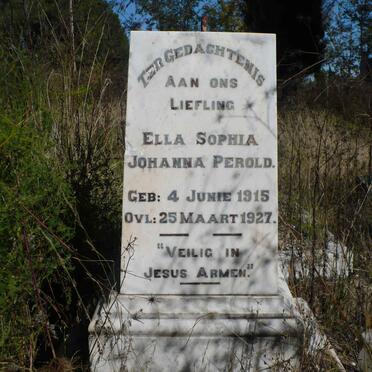 TER GEDACHTENIS
AAN ONS
LIEFLING
ELLA SOPHIA
JOHANNA PEROLD.
GEB: 4 JUNIE 1915
OVL: 25 MAART 1927.
"VEILIG IN
JESUS ARMEN."